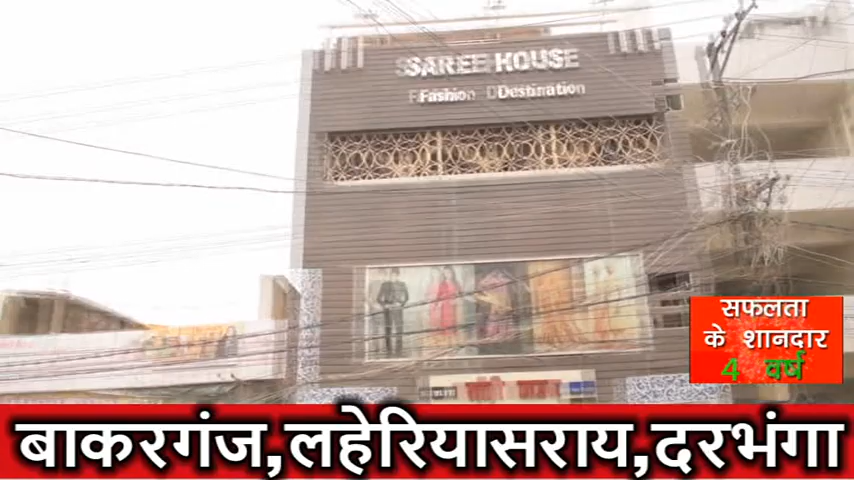 SAREE HOUSE
Fashion Destination
सफलता
के शानदार
4 वर्ष
बाकरगंज,लहेरियासराय,दरभंगा